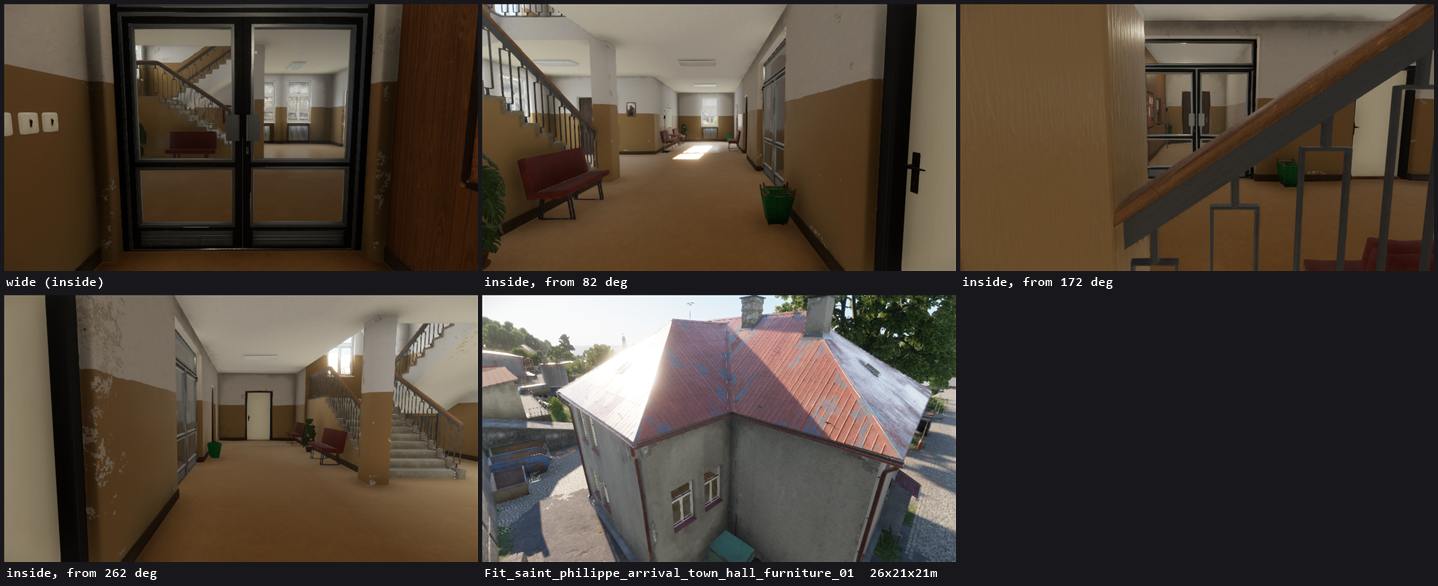 wide (inside)
inside, from 82 deg
inside, from 172 deg
inside, from 262 deg
Fit_saint_philippe_arrival_town_hall_furniture_01 26x21x21m